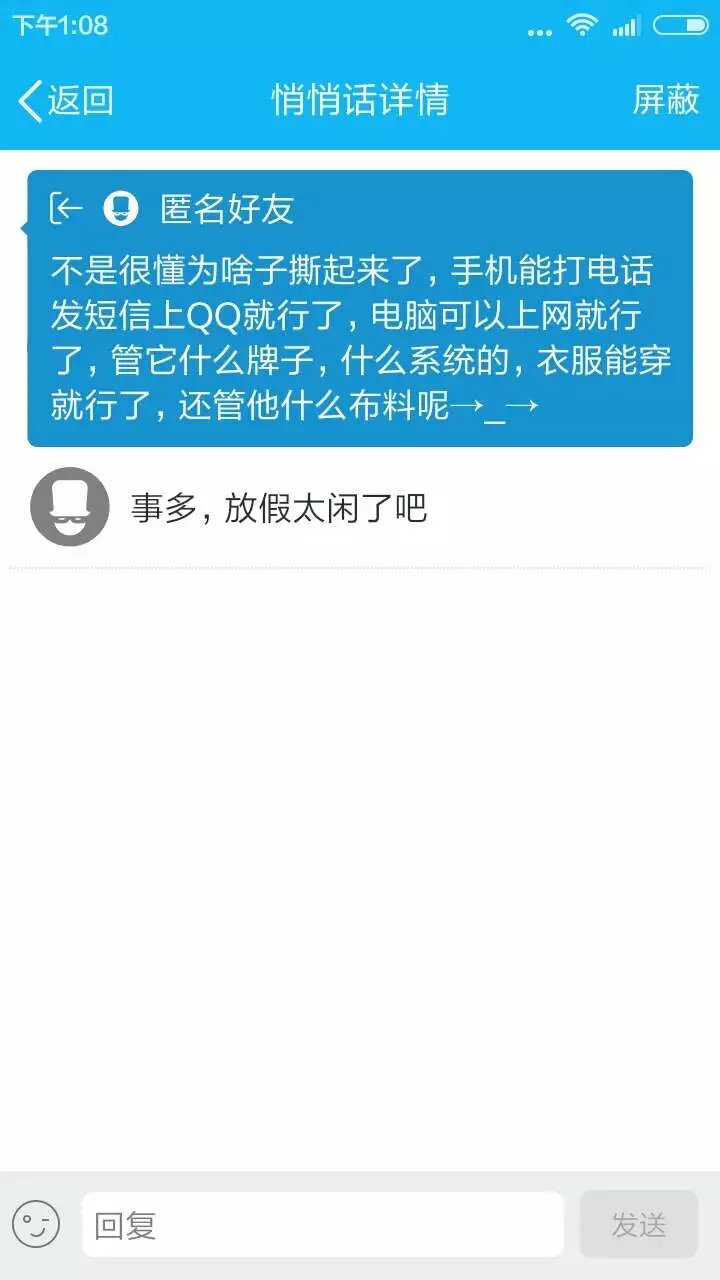 下午1:08
返回
悄悄话详情
屏蔽
匿名好友
不是很懂为啥子撕起来了，手机能打电话
发短信上QQ就行了，电脑可以上网就行
了，管它什么牌子，什么系统的，衣服能穿
就行了，还管他什么布料呢→_→
事多，放假太闲了吧
回复
发送